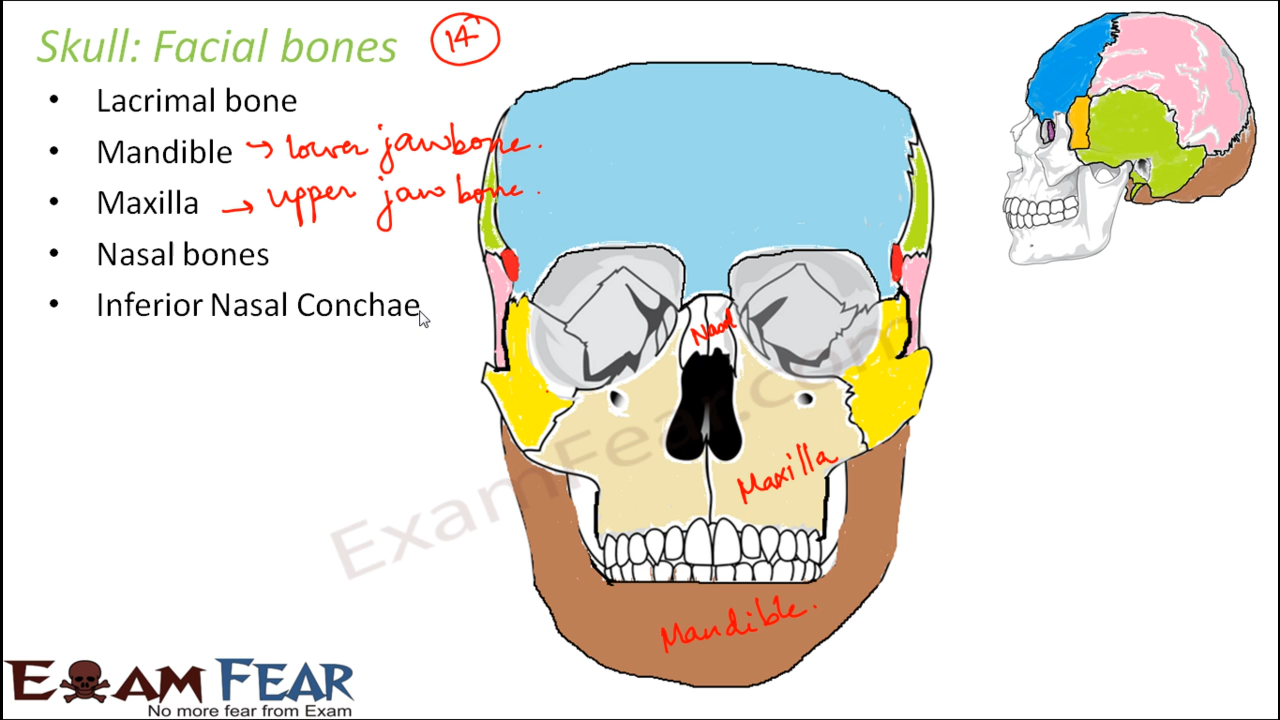 Skull: Facial bones 14
• Lacrimal bone
• Mandible → lower jawbone.
• Maxilla → upper jaw bone.
• Nasal bones
• Inferior Nasal Conchae
Nasal
Maxilla
Mandible.
ExamFear.com
EXAM FEAR
No more fear from Exam